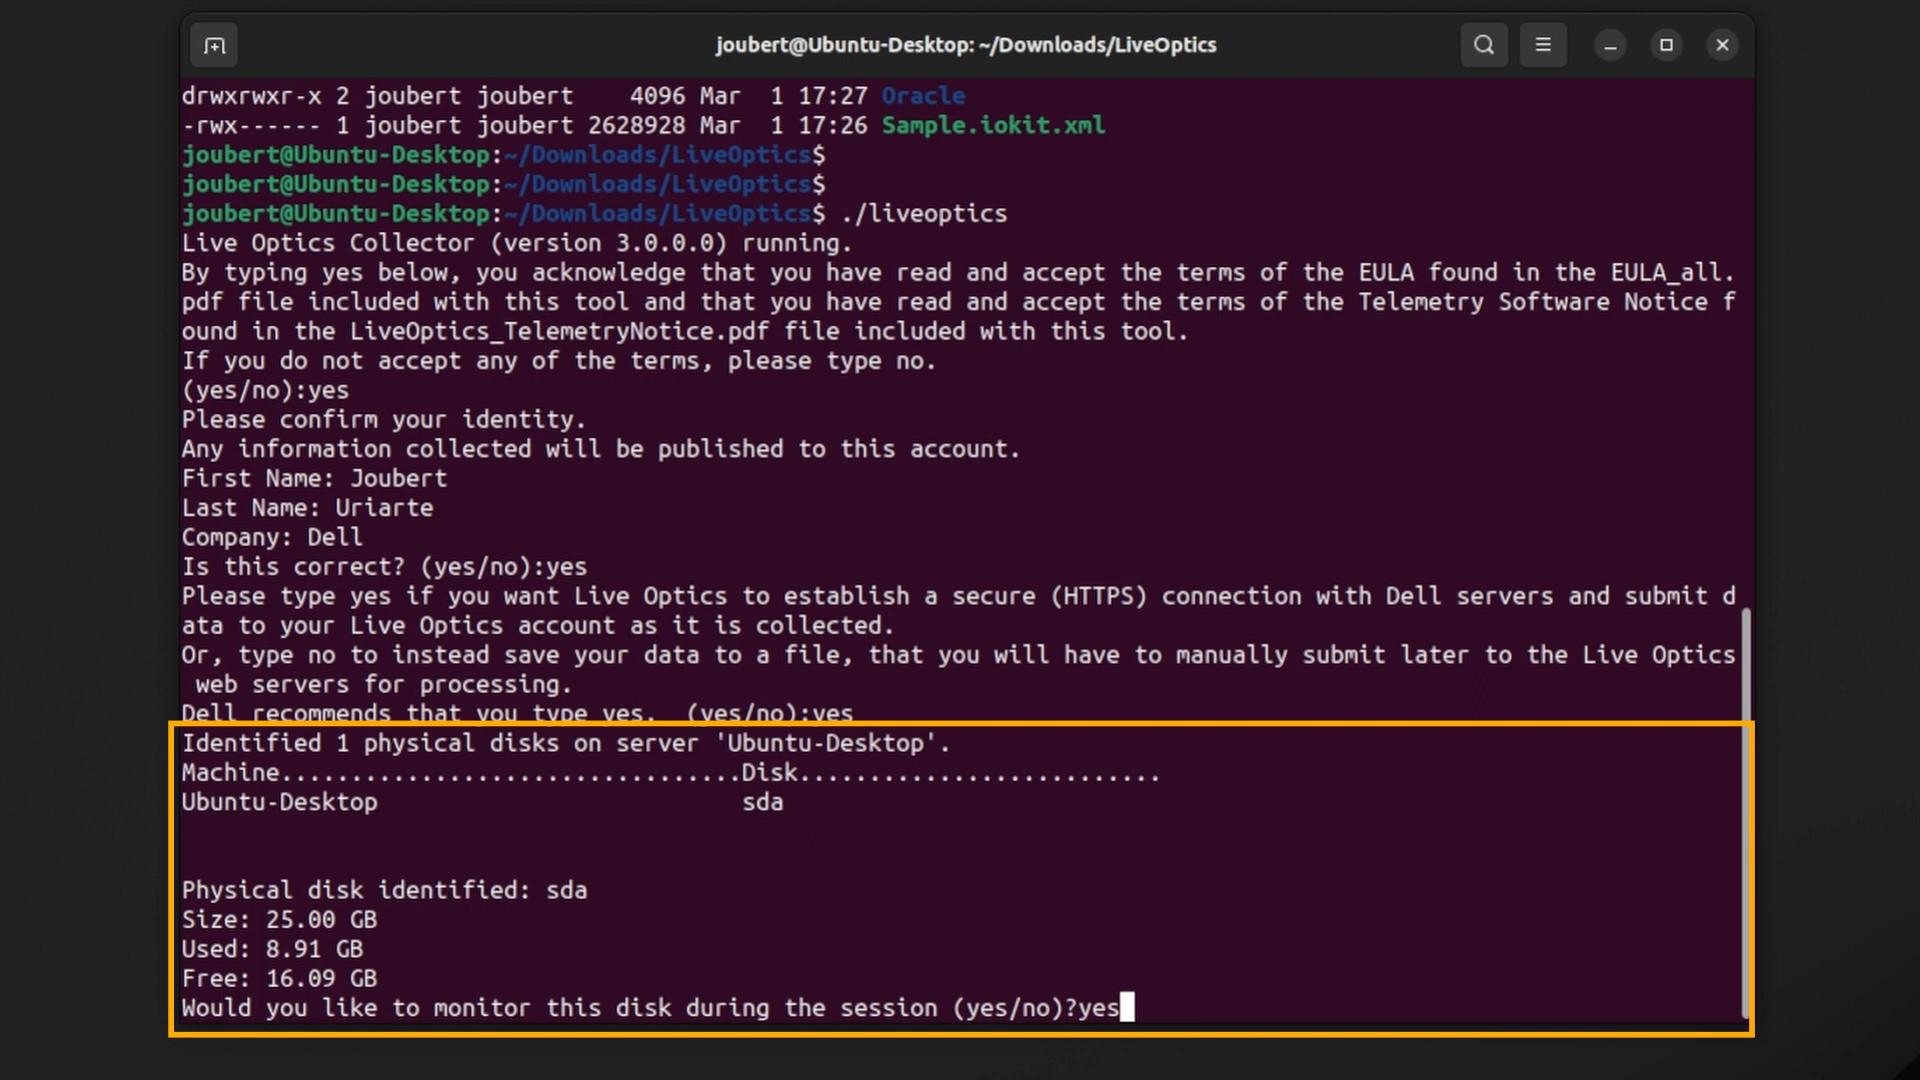 joubert@Ubuntu-Desktop: ~/Downloads/LiveOptics
drwxrwxr-x 2 joubert joubert    4096 Mar  1 17:27 Oracle
-rwx------ 1 joubert joubert 2628928 Mar  1 17:26 Sample.iokit.xml
joubert@Ubuntu-Desktop:~/Downloads/LiveOptics$
joubert@Ubuntu-Desktop:~/Downloads/LiveOptics$
joubert@Ubuntu-Desktop:~/Downloads/LiveOptics$ ./liveoptics
Live Optics Collector (version 3.0.0.0) running.
By typing yes below, you acknowledge that you have read and accept the terms of the EULA found in the EULA_all.
pdf file included with this tool and that you have read and accept the terms of the Telemetry Software Notice f
ound in the LiveOptics_TelemetryNotice.pdf file included with this tool.
If you do not accept any of the terms, please type no.
(yes/no):yes
Please confirm your identity.
Any information collected will be published to this account.
First Name: Joubert
Last Name: Uriarte
Company: Dell
Is this correct? (yes/no):yes
Please type yes if you want Live Optics to establish a secure (HTTPS) connection with Dell servers and submit d
ata to your Live Optics account as it is collected.
Or, type no to instead save your data to a file, that you will have to manually submit later to the Live Optics
 web servers for processing.
Dell recommends that you type yes.  (yes/no):yes
Identified 1 physical disks on server 'Ubuntu-Desktop'.
Machine.................................Disk..........................
Ubuntu-Desktop                          sda
Physical disk identified: sda
Size: 25.00 GB
Used: 8.91 GB
Free: 16.09 GB
Would you like to monitor this disk during the session (yes/no)?yes